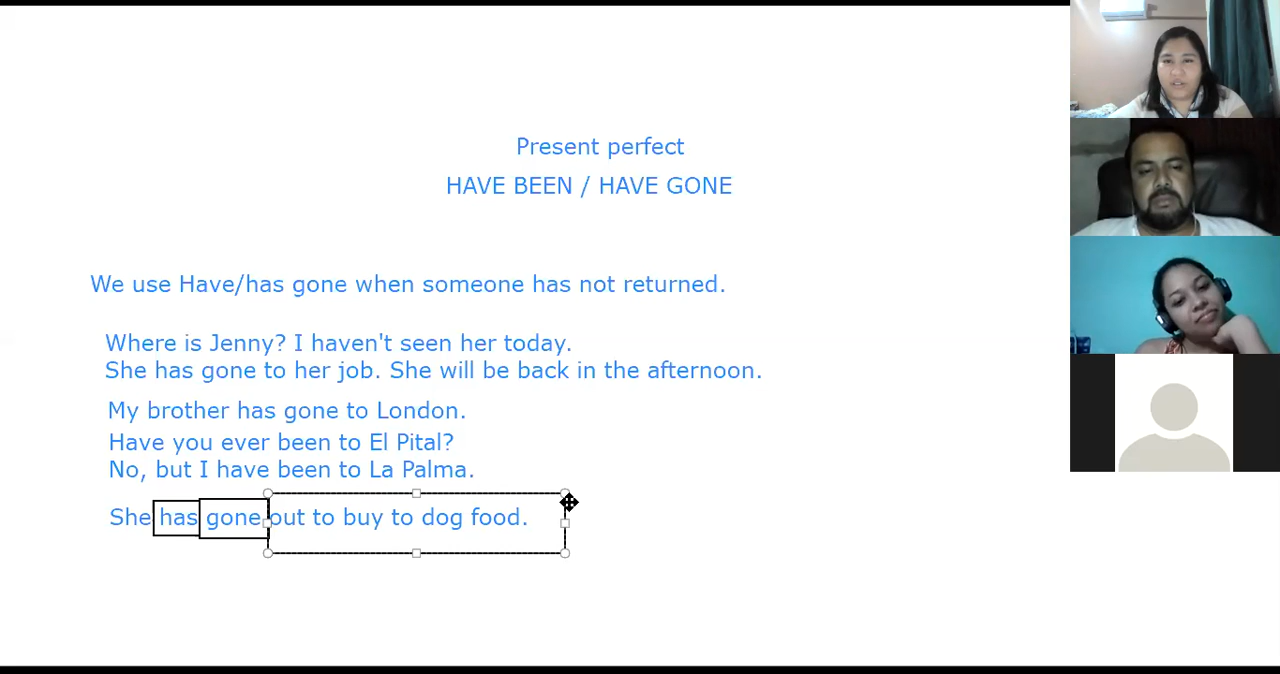 Present perfect
HAVE BEEN / HAVE GONE
We use Have/has gone when someone has not returned.
Where is Jenny? I haven't seen her today.
She has gone to her job. She will be back in the afternoon.
My brother has gone to London.
Have you ever been to El Pital?
No, but I have been to La Palma.
She has gone out to buy to dog food.